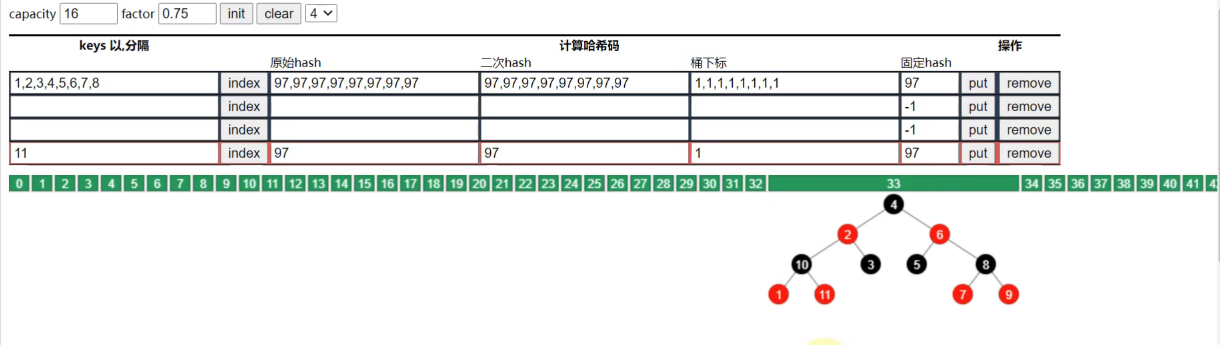 capacity 16 factor 0.75 init clear 4
keys 以,分隔 计算哈希码 操作
原始hash 二次hash 桶下标 固定hash
1,2,3,4,5,6,7,8 index 97,97,97,97,97,97,97,97 97,97,97,97,97,97,97,97 1,1,1,1,1,1,1,1 97 put remove
index -1 put remove
index -1 put remove
11 index 97 97 1 97 put remove
0 1 2 3 4 5 6 7 8 9 10 11 12 13 14 15 16 17 18 19 20 21 22 23 24 25 26 27 28 29 30 31 32 33 34 35 36 37 38 39 40 41
4
2 6
10 3 5 8
1 11 7 9